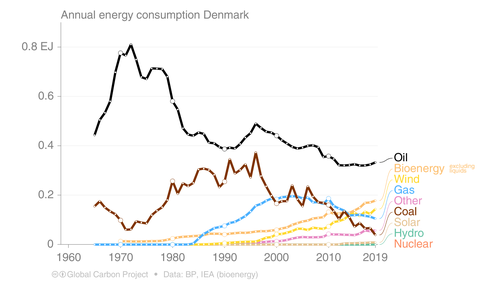 Annual energy consumption Denmark
0.8 EJ
0.6
0.4
0.2
0
1960
1970
1980
1990
2000
2010
2019
Oil
Bioenergy excluding liquids
Wind
Gas
Other
Coal
Solar
Hydro
Nuclear
Global Carbon Project • Data: BP, IEA (bioenergy)